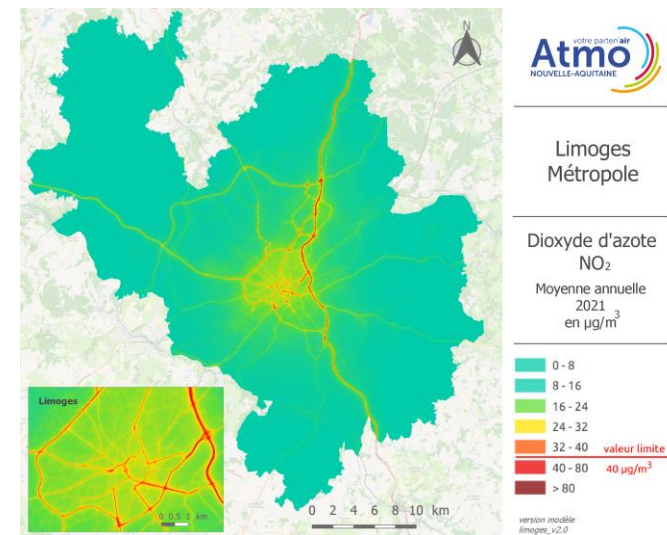 N
votre parten'air
Atmo
NOUVELLE-AQUITAINE
Limoges
Métropole
Dioxyde d'azote
NO₂
Moyenne annuelle
2021
en µg/m³
0 - 8
8 - 16
16 - 24
24 - 32
32 - 40 valeur limite
40 - 80 40 µg/m³
> 80
version modèle
limoges_v2.0
Limoges
0 0.5 1 km
0 2 4 6 8 10 km